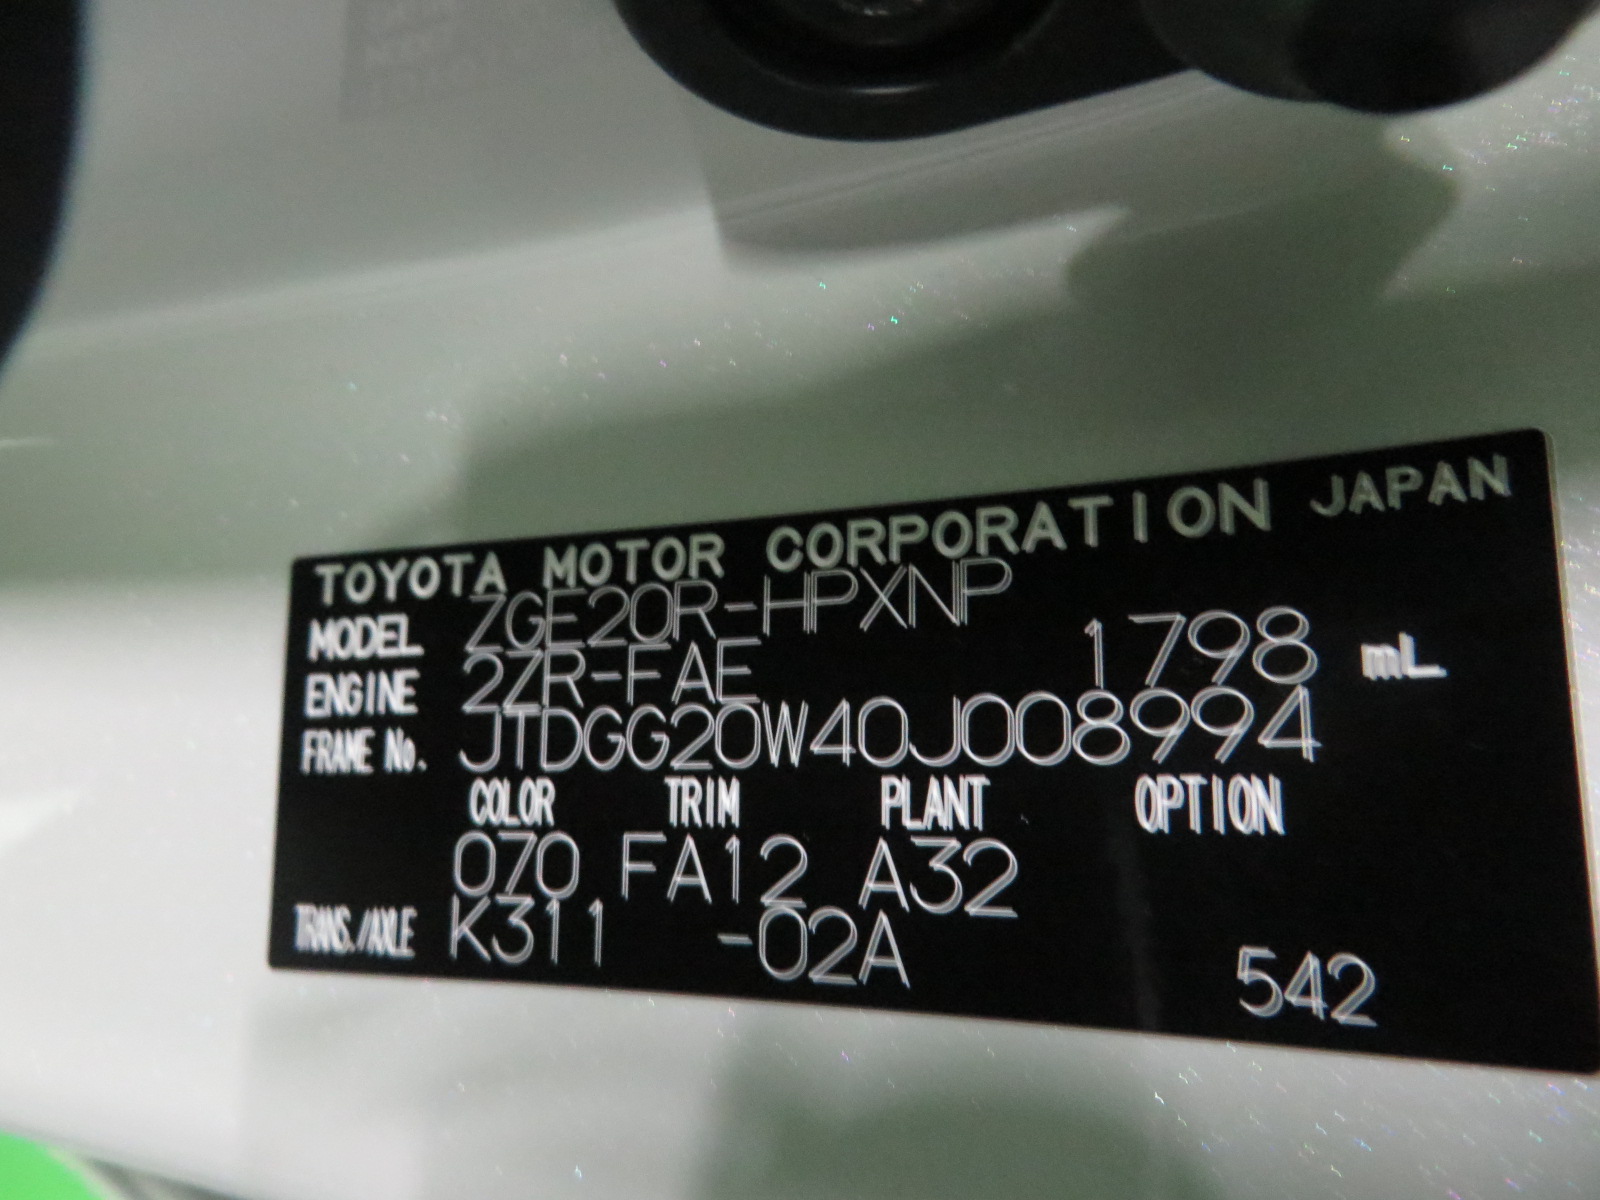 TOYOTA MOTOR CORPORATION JAPAN
MODEL ZGE20R-HPXNP
ENGINE 2ZR-FAE 1798 mL
FRAME No. JTDGG20W40J008994
COLOR TRIM PLANT OPTION
070 FA12 A32
TRANS./AXLE K311 -02A
542